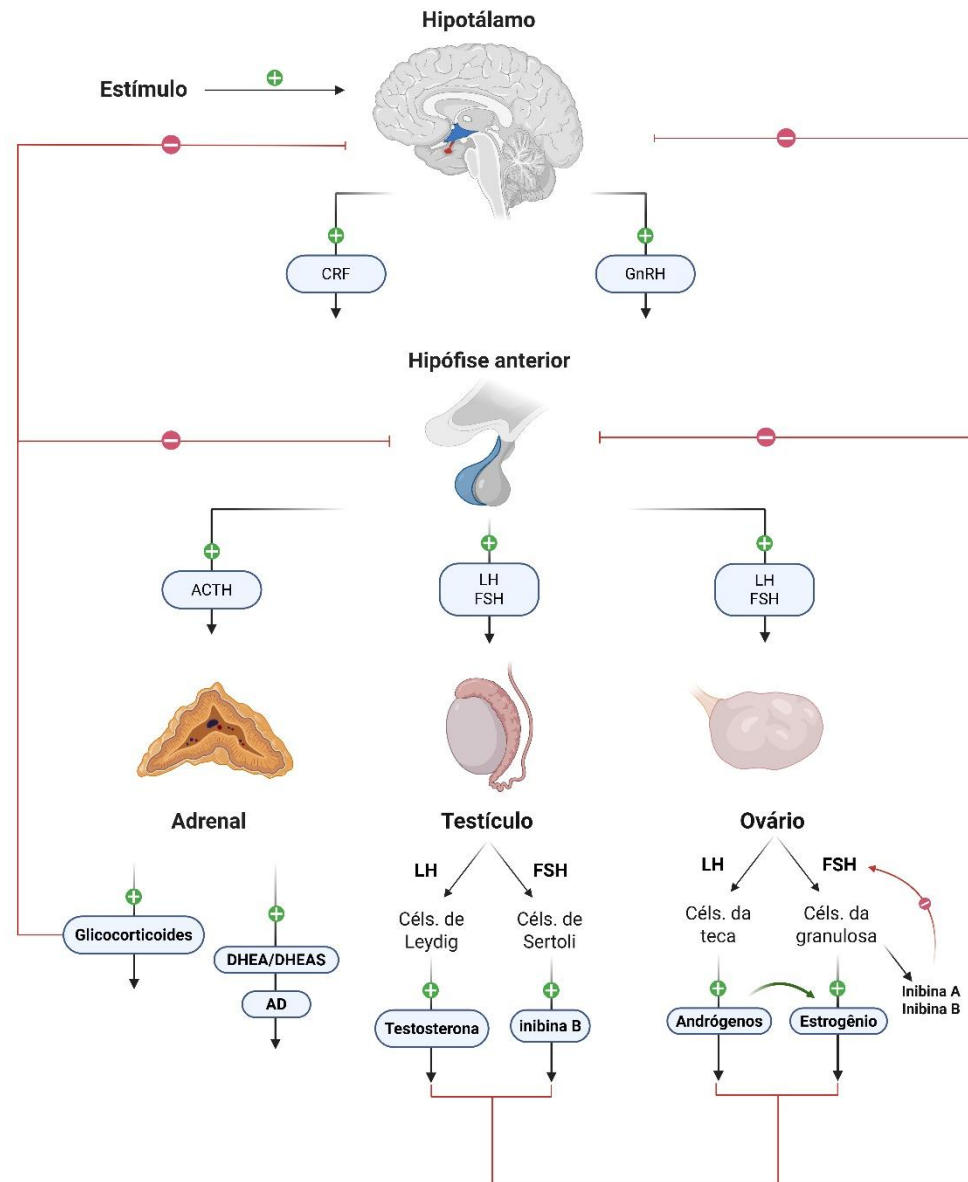 Hipotálamo
Estímulo
CRF
GnRH
Hipófise anterior
ACTH
LH
FSH
LH
FSH
Adrenal
Testículo
Ovário
LH
FSH
LH
FSH
Glicocorticoides
DHEA/DHEAS
AD
Céls. de
Leydig
Céls. de
Sertoli
Céls. da
teca
Céls. da
granulosa
Testosterona
inibina B
Andrógenos
Estrogênio
Inibina A
Inibina B